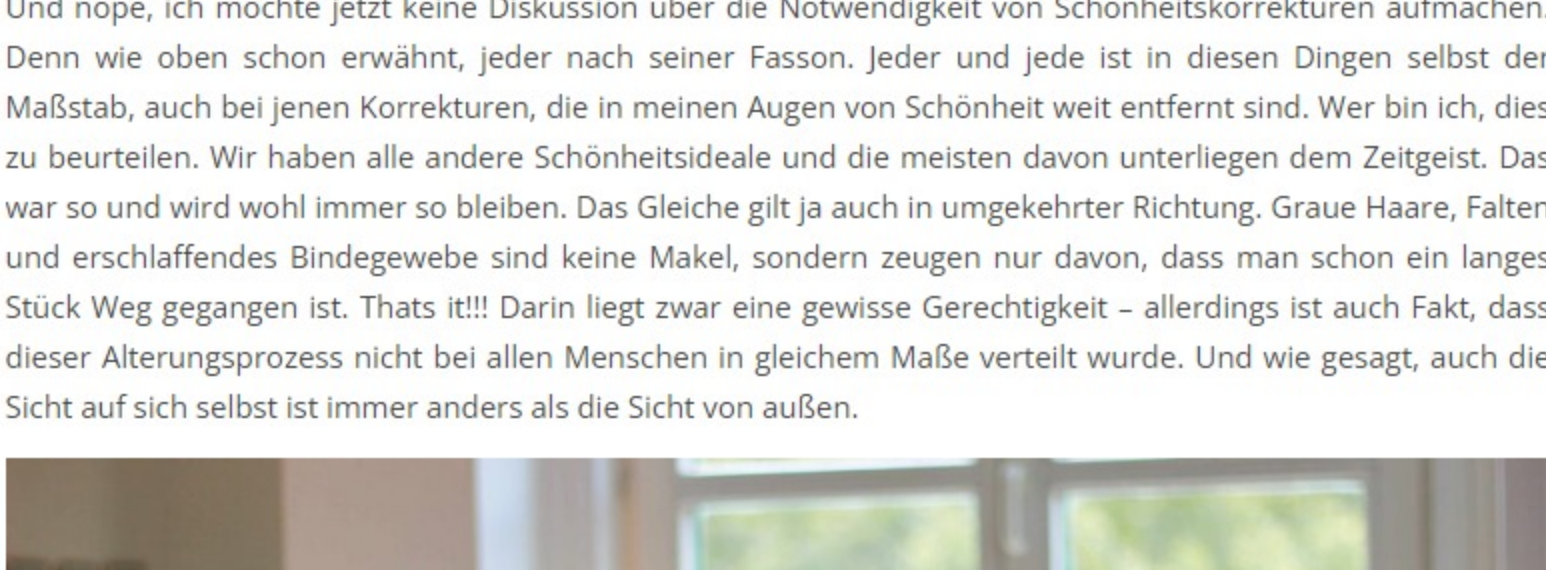 Und nope, ich möchte jetzt keine Diskussion über die Notwendigkeit von Schönheitskorrekturen aufmachen.
Denn wie oben schon erwähnt, jeder nach seiner Fasson. Jeder und jede ist in diesen Dingen selbst der
Maßstab, auch bei jenen Korrekturen, die in meinen Augen von Schönheit weit entfernt sind. Wer bin ich, dies
zu beurteilen. Wir haben alle andere Schönheitsideale und die meisten davon unterliegen dem Zeitgeist. Das
war so und wird wohl immer so bleiben. Das Gleiche gilt ja auch in umgekehrter Richtung. Graue Haare, Falten
und erschlaffendes Bindegewebe sind keine Makel, sondern zeugen nur davon, dass man schon ein langes
Stück Weg gegangen ist. Thats it!!! Darin liegt zwar eine gewisse Gerechtigkeit – allerdings ist auch Fakt, dass
dieser Alterungsprozess nicht bei allen Menschen in gleichem Maße verteilt wurde. Und wie gesagt, auch die
Sicht auf sich selbst ist immer anders als die Sicht von außen.